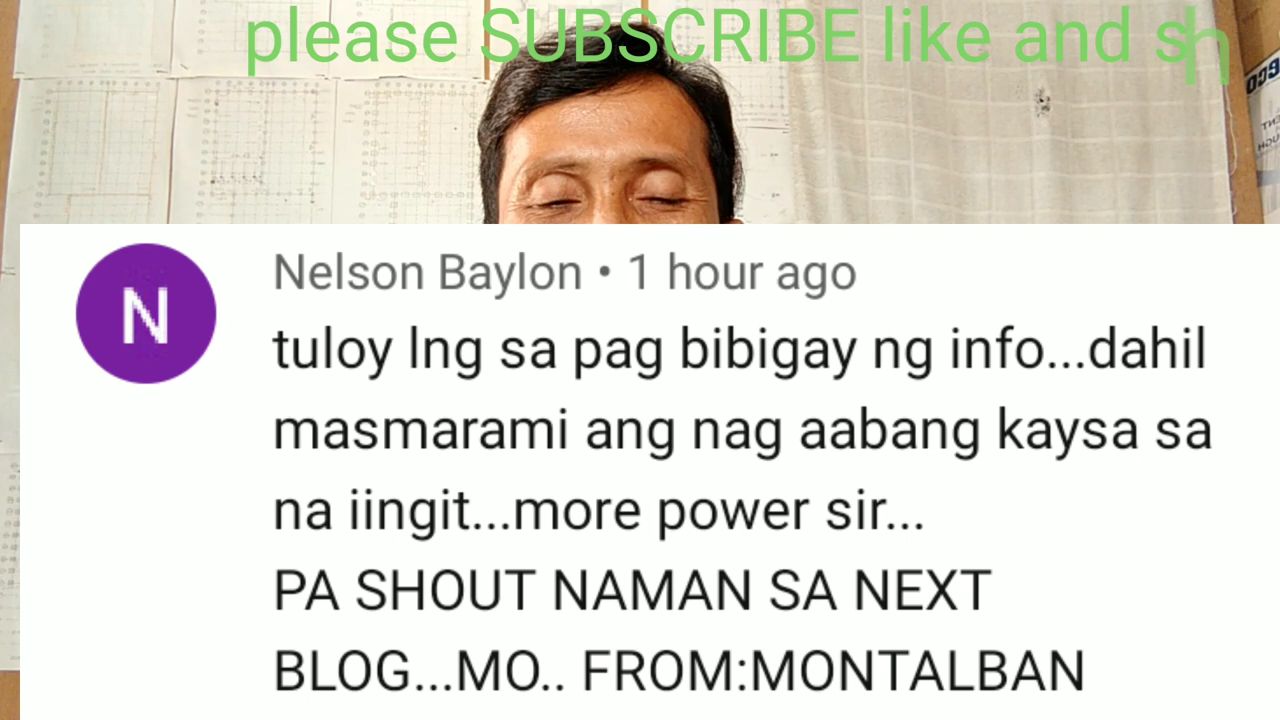 please SUBSCRIBE like and sh
Nelson Baylon • 1 hour ago
N
tuloy lng sa pag bibigay ng info...dahil
masmarami ang nag aabang kaysa sa
na iingit...more power sir...
PA SHOUT NAMAN SA NEXT
BLOG...MO.. FROM:MONTALBAN